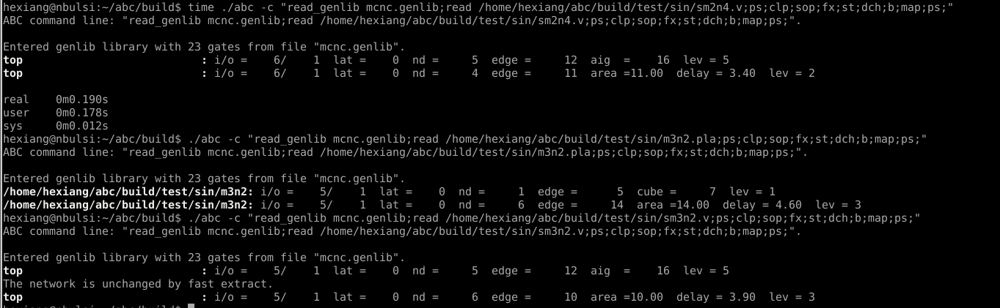 hexiang@nbulsi:~/abc/build$ time ./abc -c "read_genlib mcnc.genlib;read /home/hexiang/abc/build/test/sin/sm2n4.v;ps;clp;sop;fx;st;dch;b;map;ps;"
ABC command line: "read_genlib mcnc.genlib;read /home/hexiang/abc/build/test/sin/sm2n4.v;ps;clp;sop;fx;st;dch;b;map;ps;".
Entered genlib library with 23 gates from file "mcnc.genlib".
top                           : i/o =    6/    1  lat =    0  nd =     5  edge =     12  aig  =    16  lev = 5
top                           : i/o =    6/    1  lat =    0  nd =     4  edge =     11  area =11.00  delay = 3.40  lev = 2
real    0m0.190s
user    0m0.178s
sys     0m0.012s
hexiang@nbulsi:~/abc/build$ ./abc -c "read_genlib mcnc.genlib;read /home/hexiang/abc/build/test/sin/m3n2.pla;ps;clp;sop;fx;st;dch;b;map;ps;"
ABC command line: "read_genlib mcnc.genlib;read /home/hexiang/abc/build/test/sin/m3n2.pla;ps;clp;sop;fx;st;dch;b;map;ps;".
Entered genlib library with 23 gates from file "mcnc.genlib".
/home/hexiang/abc/build/test/sin/m3n2: i/o =    5/    1  lat =    0  nd =     1  edge =      5  cube =     7  lev = 1
/home/hexiang/abc/build/test/sin/m3n2: i/o =    5/    1  lat =    0  nd =     6  edge =     14  area =14.00  delay = 4.60  lev = 3
hexiang@nbulsi:~/abc/build$ ./abc -c "read_genlib mcnc.genlib;read /home/hexiang/abc/build/test/sin/sm3n2.v;ps;clp;sop;fx;st;dch;b;map;ps;"
ABC command line: "read_genlib mcnc.genlib;read /home/hexiang/abc/build/test/sin/sm3n2.v;ps;clp;sop;fx;st;dch;b;map;ps;".
Entered genlib library with 23 gates from file "mcnc.genlib".
top                           : i/o =    5/    1  lat =    0  nd =     5  edge =     12  aig  =    16  lev = 5
The network is unchanged by fast extract.
top                           : i/o =    5/    1  lat =    0  nd =     6  edge =     10  area =10.00  delay = 3.90  lev = 3